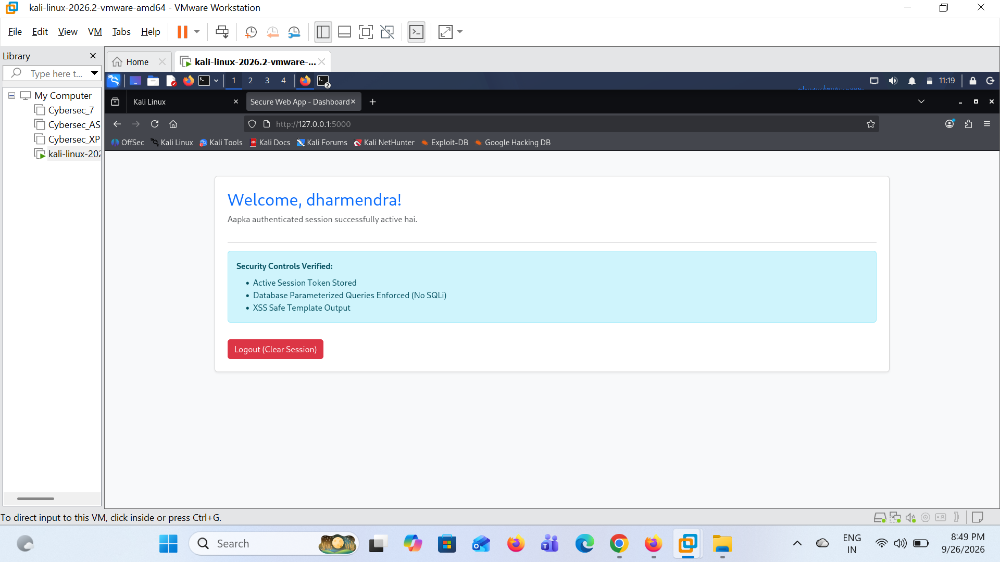 kali-linux-2026.2-vmware-amd64 - VMware Workstation
File Edit View VM Tabs Help
Library
Home
kali-linux-2026.2-vmware-...
Type here t...
1 2 3 4
2
11:19
My Computer
Cybersec_7
Cybersec_AS
Cybersec_XP
kali-linux-202
Kali Linux
Secure Web App - Dashboard
http://127.0.0.1:5000
OffSec Kali Linux Kali Tools Kali Docs Kali Forums Kali NetHunter Exploit-DB Google Hacking DB
Welcome, dharmendra!
Aapka authenticated session successfully active hai.
Security Controls Verified:
• Active Session Token Stored
• Database Parameterized Queries Enforced (No SQLi)
• XSS Safe Template Output
Logout (Clear Session)
To direct input to this VM, click inside or press Ctrl+G.
Search
ENG
IN
8:49 PM
9/26/2026